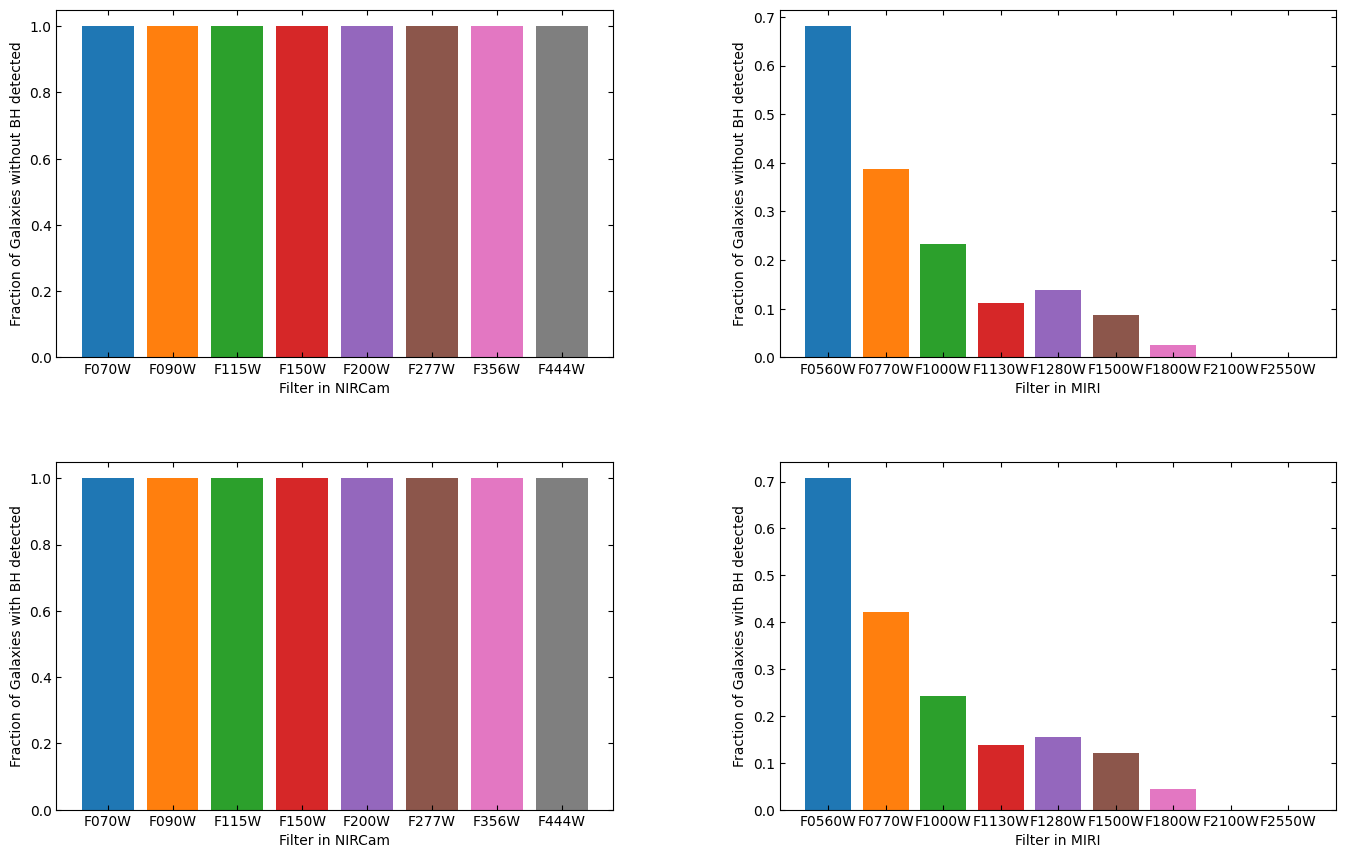 Fraction of Galaxies without BH detected
1.0
0.8
0.6
0.4
0.2
0.0
F070W F090W F115W F150W F200W F277W F356W F444W
Filter in NIRCam
Fraction of Galaxies without BH detected
0.7
0.6
0.5
0.4
0.3
0.2
0.1
0.0
F0560W F0770W F1000W F1130W F1280W F1500W F1800W F2100W F2550W
Filter in MIRI
Fraction of Galaxies with BH detected
1.0
0.8
0.6
0.4
0.2
0.0
F070W F090W F115W F150W F200W F277W F356W F444W
Filter in NIRCam
Fraction of Galaxies with BH detected
0.7
0.6
0.5
0.4
0.3
0.2
0.1
0.0
F0560W F0770W F1000W F1130W F1280W F1500W F1800W F2100W F2550W
Filter in MIRI